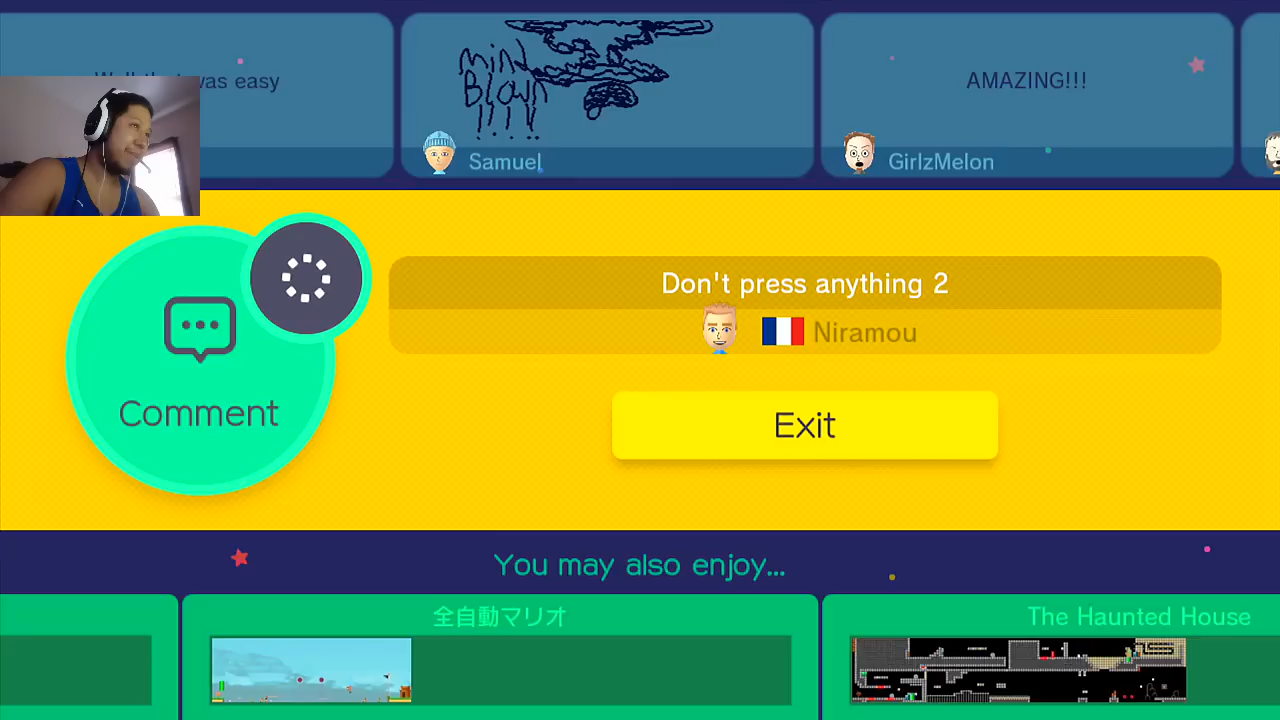 was easy
MIND
BLOWN
!!!!
AMAZING!!!
Samuel
GirlzMelon
Don't press anything 2
Niramou
Comment
Exit
You may also enjoy...
全自動マリオ
The Haunted House